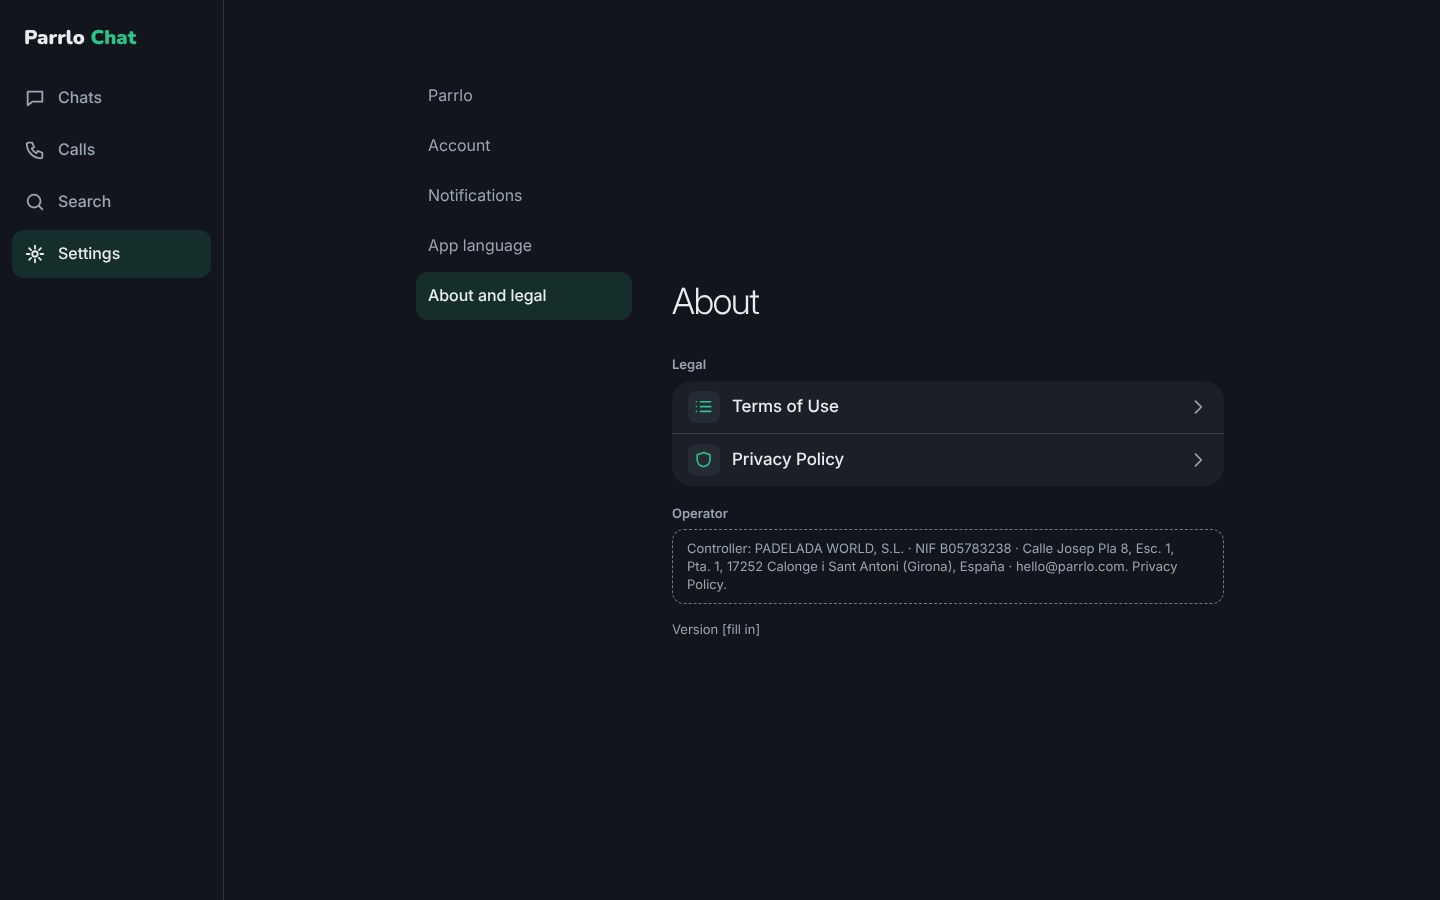 Parrlo Chat
Chats
Calls
Search
Settings
Parrlo
Account
Notifications
App language
About and legal
About
Legal
Terms of Use
Privacy Policy
Operator
Controller: PADELADA WORLD, S.L. · NIF B05783238 · Calle Josep Pla 8, Esc. 1,
Pta. 1, 17252 Calonge i Sant Antoni (Girona), España · hello@parrlo.com. Privacy
Policy.
Version [fill in]